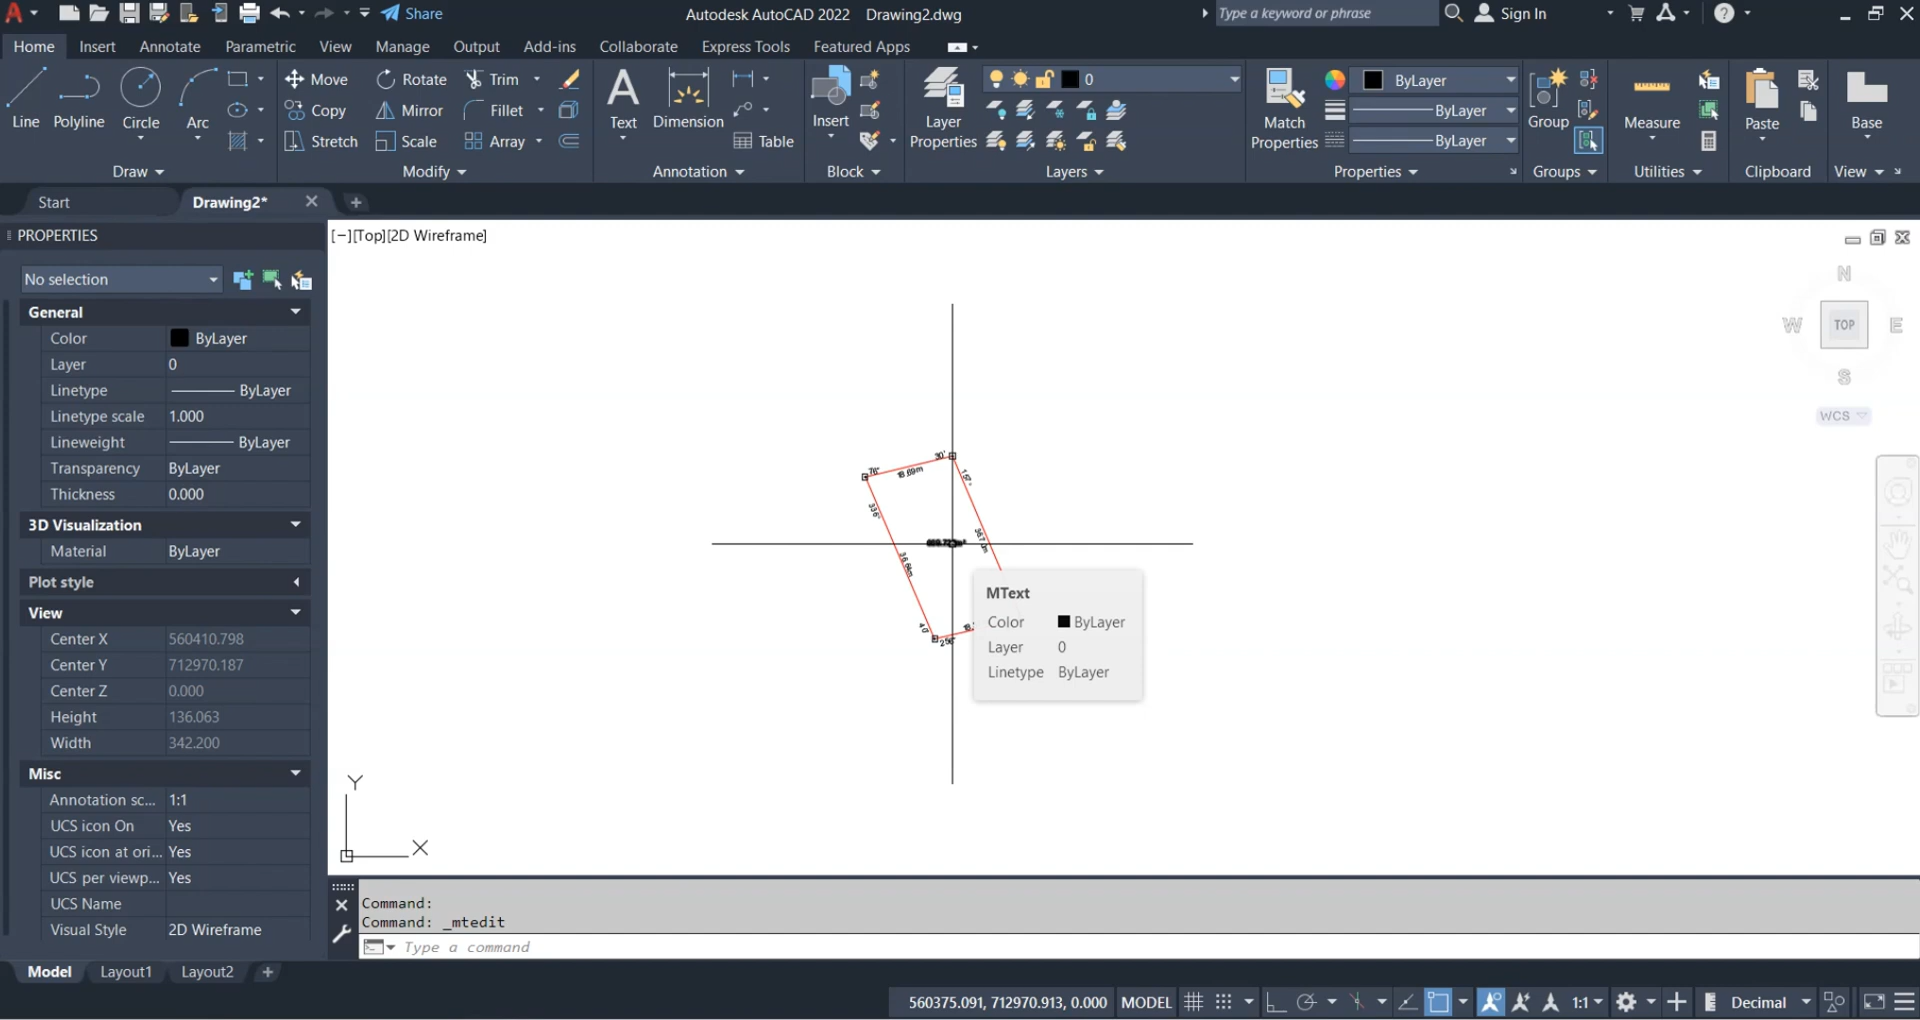 Share
Autodesk AutoCAD 2022 Drawing2.dwg
Type a keyword or phrase
Sign In
Home Insert Annotate Parametric View Manage Output Add-ins Collaborate Express Tools Featured Apps
Line Polyline Circle Arc
Move Rotate Trim
Copy Mirror Fillet
Stretch Scale Array
Text Dimension Table
Insert
Layer Properties
0
Match Properties
ByLayer
ByLayer
ByLayer
Group Measure Paste Base
Draw Modify Annotation Block Layers Properties Groups Utilities Clipboard View
Start Drawing2*
PROPERTIES
[−][Top][2D Wireframe]
No selection
General
Color ByLayer
Layer 0
Linetype ByLayer
Linetype scale 1.000
Lineweight ByLayer
Transparency ByLayer
Thickness 0.000
3D Visualization
Material ByLayer
Plot style
View
Center X 560410.798
Center Y 712970.187
Center Z 0.000
Height 136.063
Width 342.200
Misc
Annotation sc... 1:1
UCS icon On Yes
UCS icon at ori... Yes
UCS per viewp... Yes
UCS Name
Visual Style 2D Wireframe
N
W TOP E
S
WCS
76°
30'
157°
336°
40'
256°
MText
Color ByLayer
Layer 0
Linetype ByLayer
Y
X
Command:
Command: _mtedit
Type a command
Model Layout1 Layout2
560375.091, 712970.913, 0.000 MODEL 1:1 Decimal